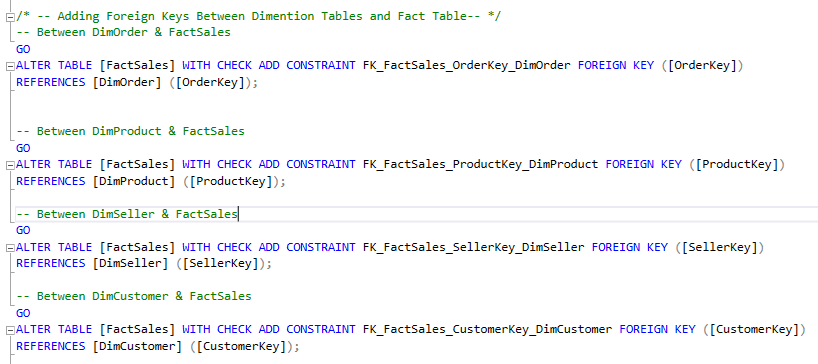 /* -- Adding Foreign Keys Between Dimention Tables and Fact Table-- */
-- Between DimOrder & FactSales
GO
ALTER TABLE [FactSales] WITH CHECK ADD CONSTRAINT FK_FactSales_OrderKey_DimOrder FOREIGN KEY ([OrderKey])
REFERENCES [DimOrder] ([OrderKey]);
-- Between DimProduct & FactSales
GO
ALTER TABLE [FactSales] WITH CHECK ADD CONSTRAINT FK_FactSales_ProductKey_DimProduct FOREIGN KEY ([ProductKey])
REFERENCES [DimProduct] ([ProductKey]);
-- Between DimSeller & FactSales
GO
ALTER TABLE [FactSales] WITH CHECK ADD CONSTRAINT FK_FactSales_SellerKey_DimSeller FOREIGN KEY ([SellerKey])
REFERENCES [DimSeller] ([SellerKey]);
-- Between DimCustomer & FactSales
GO
ALTER TABLE [FactSales] WITH CHECK ADD CONSTRAINT FK_FactSales_CustomerKey_DimCustomer FOREIGN KEY ([CustomerKey])
REFERENCES [DimCustomer] ([CustomerKey]);